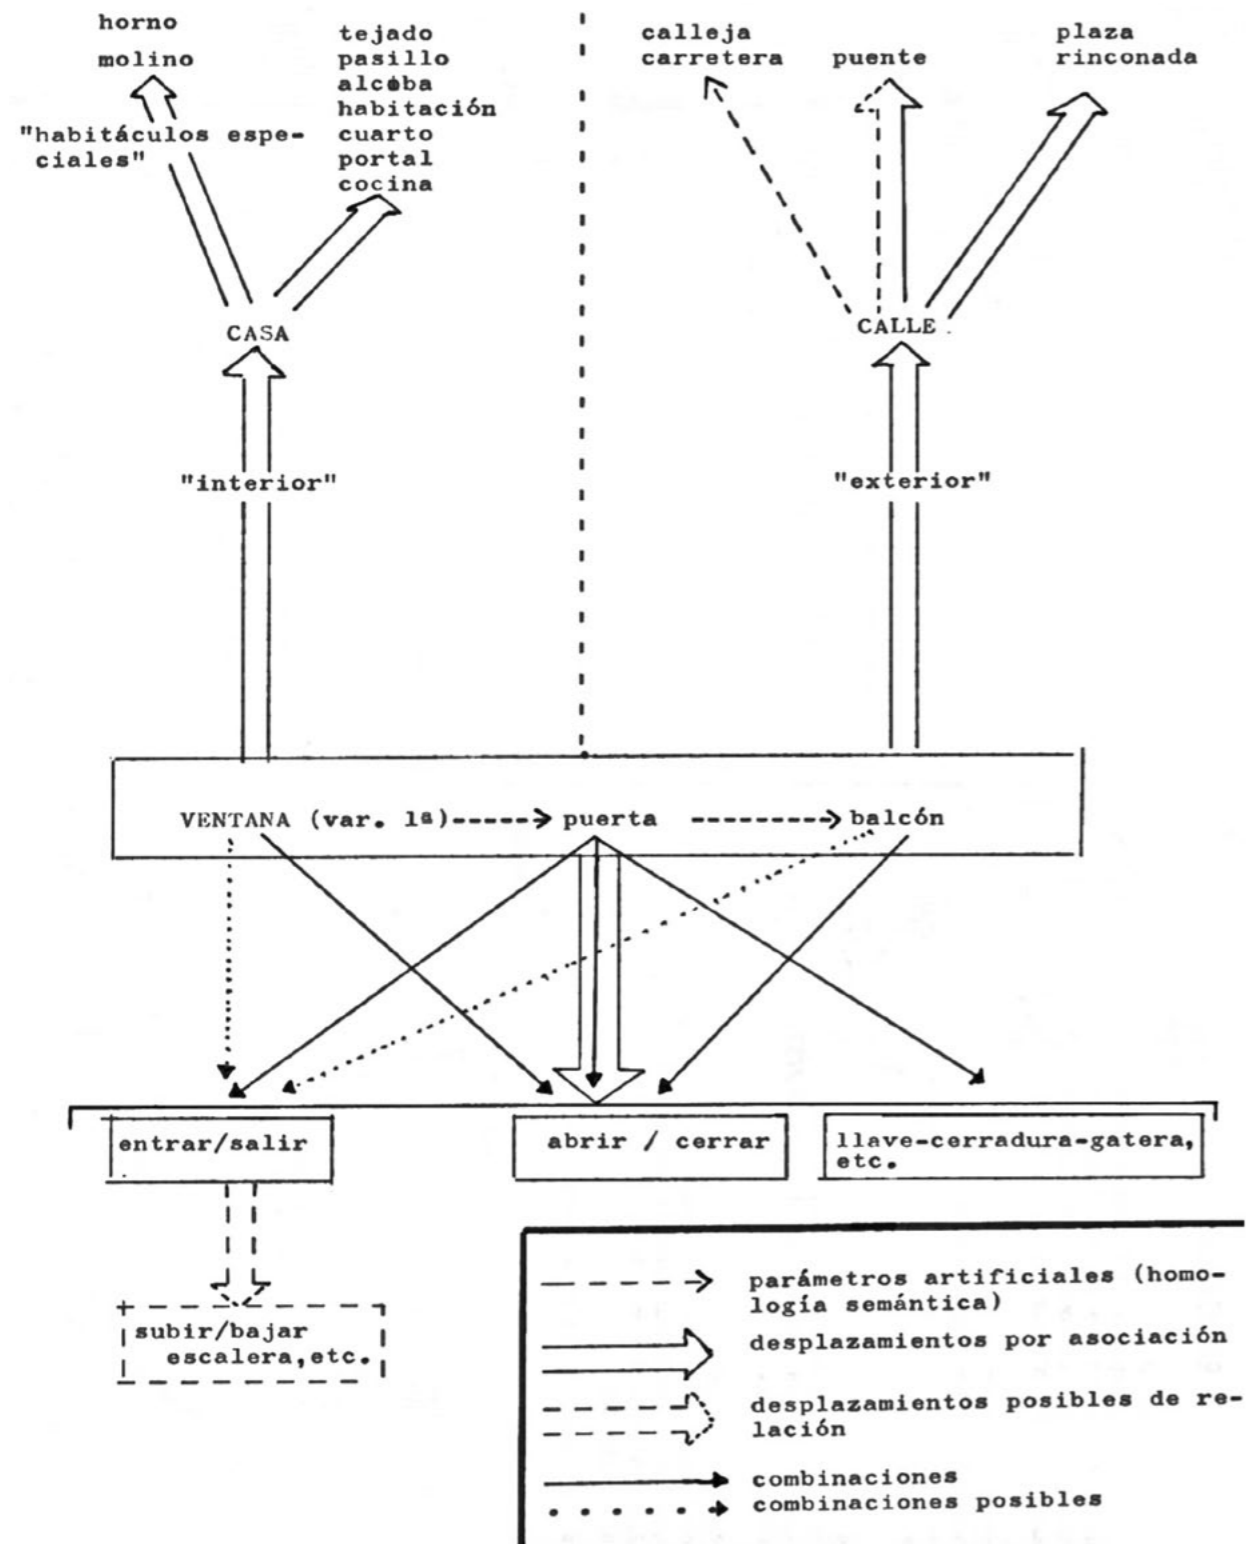 horno
molino
"habitáculos espe-
ciales"
tejado
pasillo
alcoba
habitación
cuarto
portal
cocina
calleja
carretera
puente
plaza
rinconada
CASA
CALLE
"interior"
"exterior"
VENTANA (var. 1ª) puerta balcón
entrar/salir
abrir / cerrar
llave-cerradura-gatera,
etc.
subir/bajar
escalera,etc.
parámetros artificiales (homo-
logía semántica)
desplazamientos por asociación
desplazamientos posibles de re-
lación
combinaciones
combinaciones posibles